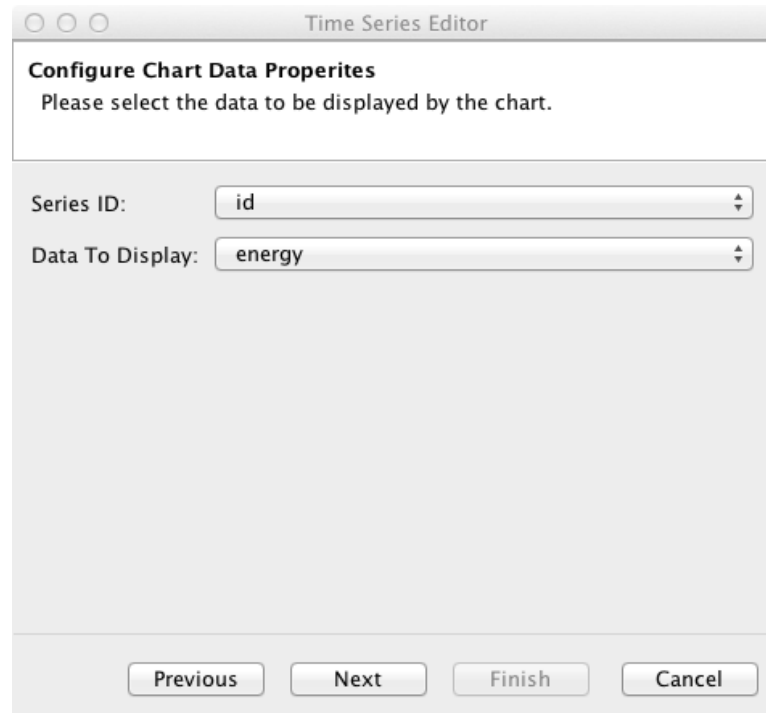 Time Series Editor
Configure Chart Data Properites
Please select the data to be displayed by the chart.
Series ID: id
Data To Display: energy
Previous Next Finish Cancel